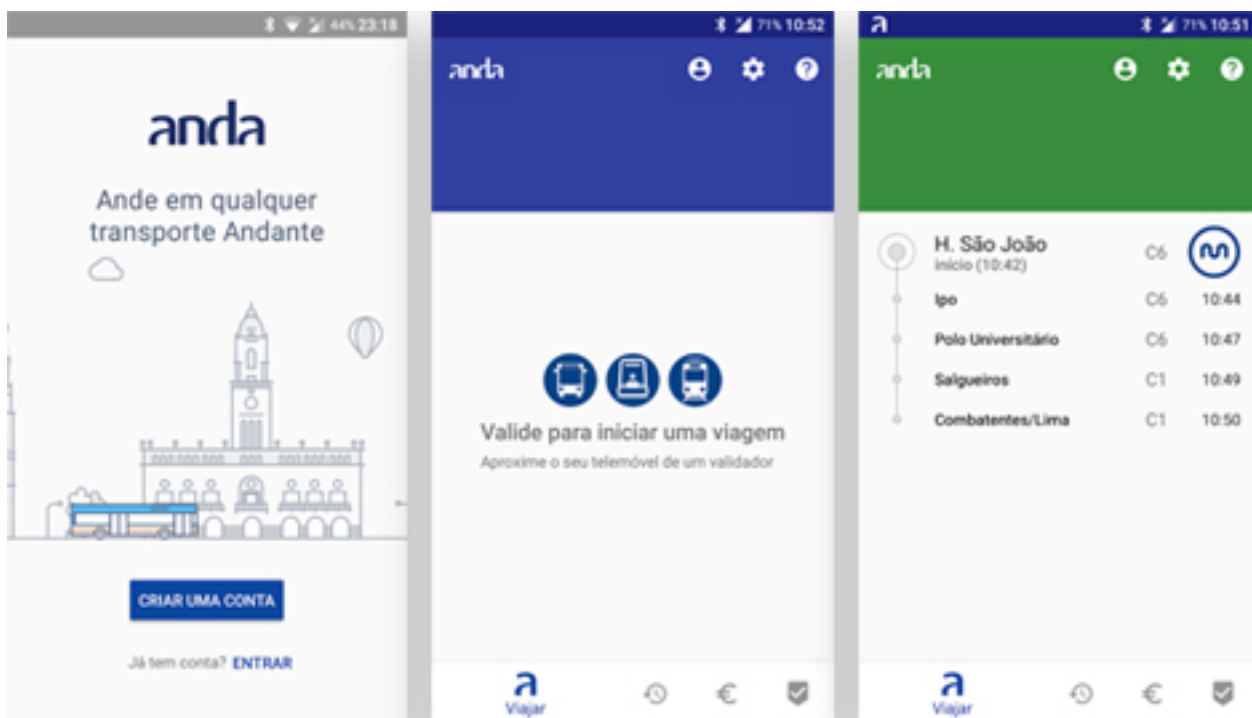 44% 23:18
anda
Ande em qualquer
transporte Andante
CRIAR UMA CONTA
Já tem conta? ENTRAR
71% 10:52
anda
Valide para iniciar uma viagem
Aproxime o seu telemóvel de um validador
a
Viajar
€
a
71% 10:51
anda
H. São João C6
início (10:42)
Ipo C6 10:44
Polo Universitário C6 10:47
Salgueiros C1 10:49
Combatentes/Lima C1 10:50
a
Viajar
€